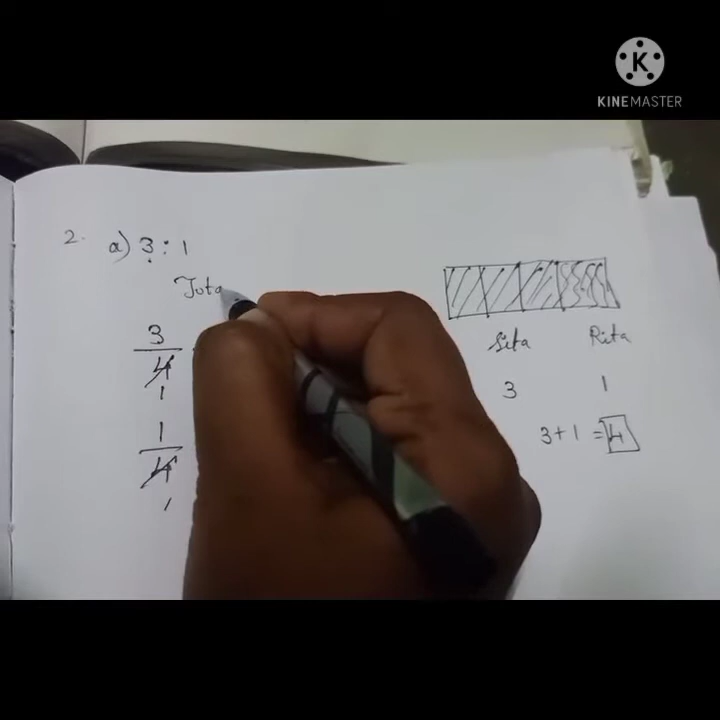 KINEMASTER
2. a) 3 : 1
Tota
Sita Rita
3 1
3 + 1 = 4
3
4
1
1
4
1